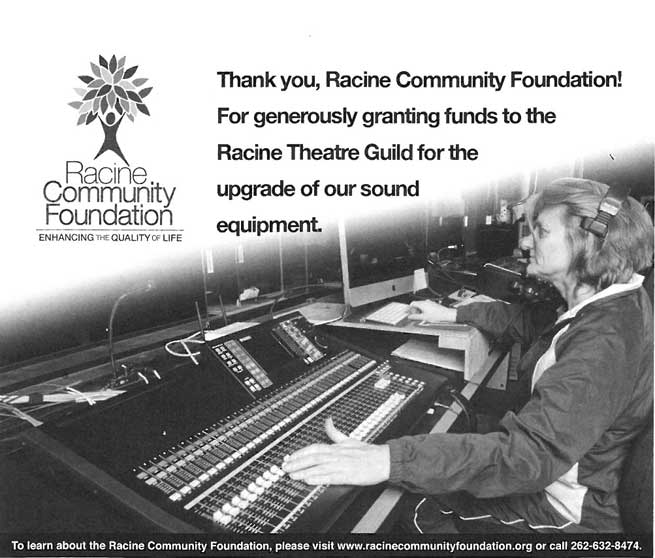 Thank you, Racine Community Foundation!
For generously granting funds to the
Racine Theatre Guild for the
upgrade of our sound
equipment.
Racine
Community
Foundation
ENHANCING THE QUALITY OF LIFE
To learn about the Racine Community Foundation, please visit www.racinecommunityfoundation.org or call 262-632-8474.